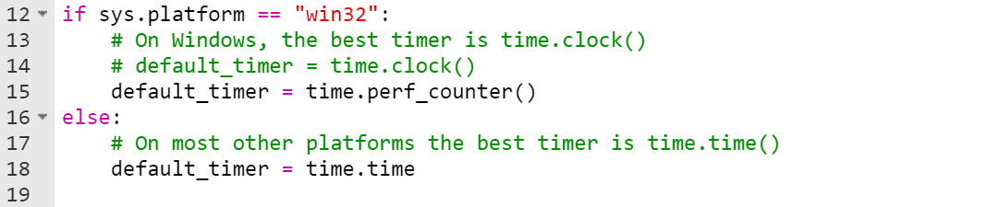 12 if sys.platform == "win32":
13     # On Windows, the best timer is time.clock()
14     # default_timer = time.clock()
15     default_timer = time.perf_counter()
16 else:
17     # On most other platforms the best timer is time.time()
18     default_timer = time.time
19